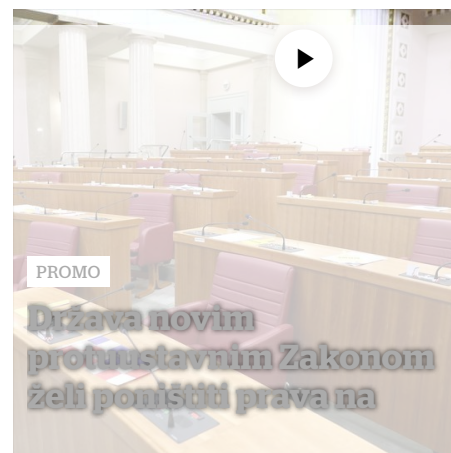 PROMO
Država novim
protuustavnim Zakonom
želi poništiti prava na